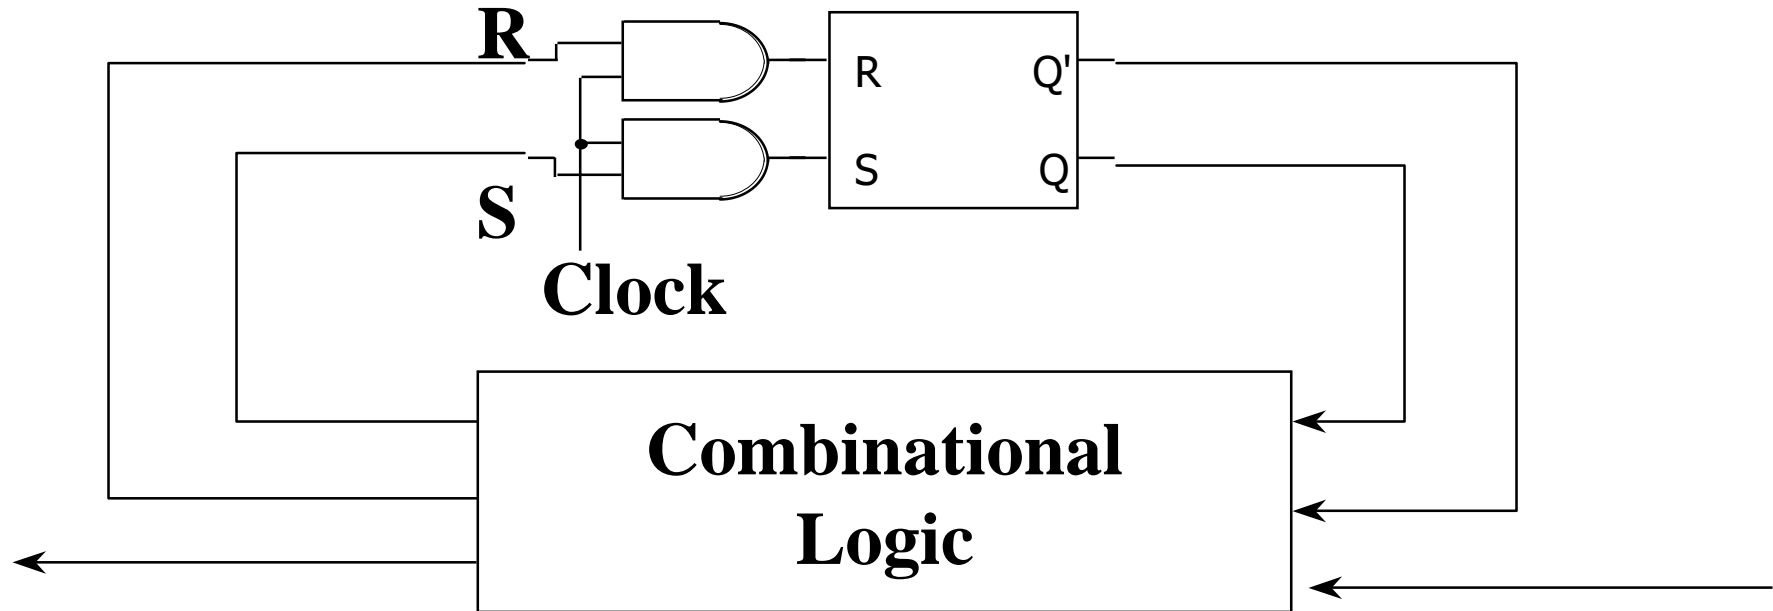 R
R Q'
S Q
S
Clock
Combinational
Logic